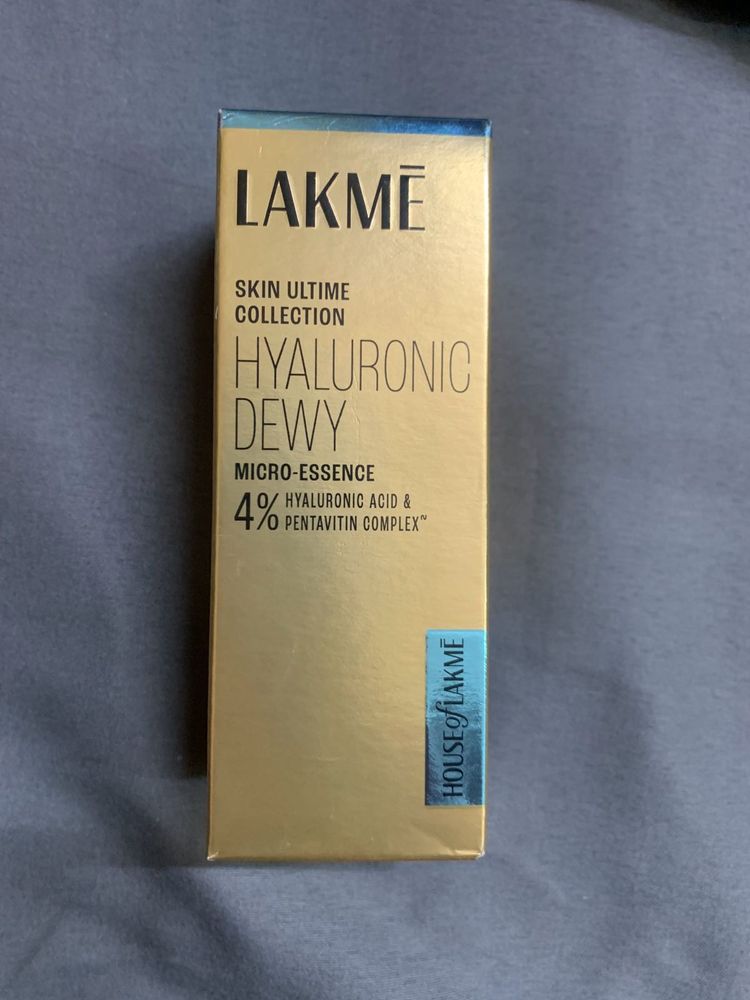 LAKMĒ
SKIN ULTIME
COLLECTION
HYALURONIC
DEWY
MICRO-ESSENCE
4% HYALURONIC ACID &
PENTAVITIN COMPLEX~
HOUSE of LAKMĒ